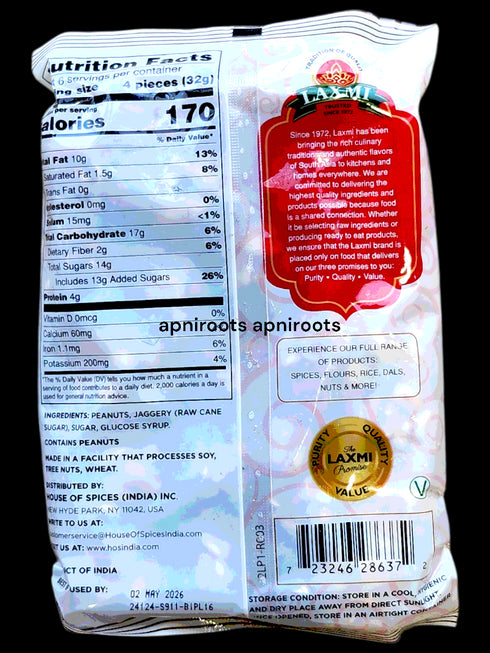 utrition Facts
6 servings per container
ng size 4 pieces (32g)
per serving
alories 170
% Daily Value*
al Fat 10g 13%
Saturated Fat 1.5g 8%
Trans Fat 0g
olesterol 0mg 0%
dium 15mg <1%
tal Carbohydrate 17g 6%
Dietary Fiber 2g 6%
Total Sugars 14g
Includes 13g Added Sugars 26%
Protein 4g
Vitamin D 0mcg 0%
Calcium 60mg
Iron 1.1mg 6%
Potassium 200mg 4%
*The % Daily Value (DV) tells you how much a nutrient in a
serving of food contributes to a daily diet. 2,000 calories a day is
used for general nutrition advice.
INGREDIENTS: PEANUTS, JAGGERY (RAW CANE
SUGAR), SUGAR, GLUCOSE SYRUP.
CONTAINS PEANUTS
MADE IN A FACILITY THAT PROCESSES SOY,
TREE NUTS, WHEAT.
DISTRIBUTED BY:
HOUSE OF SPICES (INDIA) INC.
NEW HYDE PARK, NY 11042, USA
WRITE TO US AT:
customerservice@HouseOfSpicesIndia.com
T US AT: www.hosindia.com
CT OF INDIA
BEST IF USED BY: 02 MAY 2026
24124-S911-BIPL16
TRADITION OF QUALITY
LAXMI
TRUSTED
SINCE 1972
Since 1972, Laxmi has been
bringing the rich culinary
traditions and authentic flavors
of South Asia to kitchens and
homes everywhere. We are
committed to delivering the
highest quality ingredients and
products possible because food
is a shared connection. Whether
it be selecting raw ingredients or
producing ready to eat products,
we ensure that the Laxmi brand is
placed only on food that delivers
on our three promises to you:
Purity • Quality • Value.
apniroots apniroots
EXPERIENCE OUR FULL RANGE
OF PRODUCTS:
SPICES, FLOURS, RICE, DALS,
NUTS & MORE!
PURITY QUALITY
The
LAXMI
Promise
VALUE
V
2LP1-RC03
7 23246 28637 2
STORAGE CONDITION: STORE IN A COOL, HYGIENIC
AND DRY PLACE AWAY FROM DIRECT SUNLIGHT.
ONCE OPENED, STORE IN AN AIRTIGHT CONTAINER